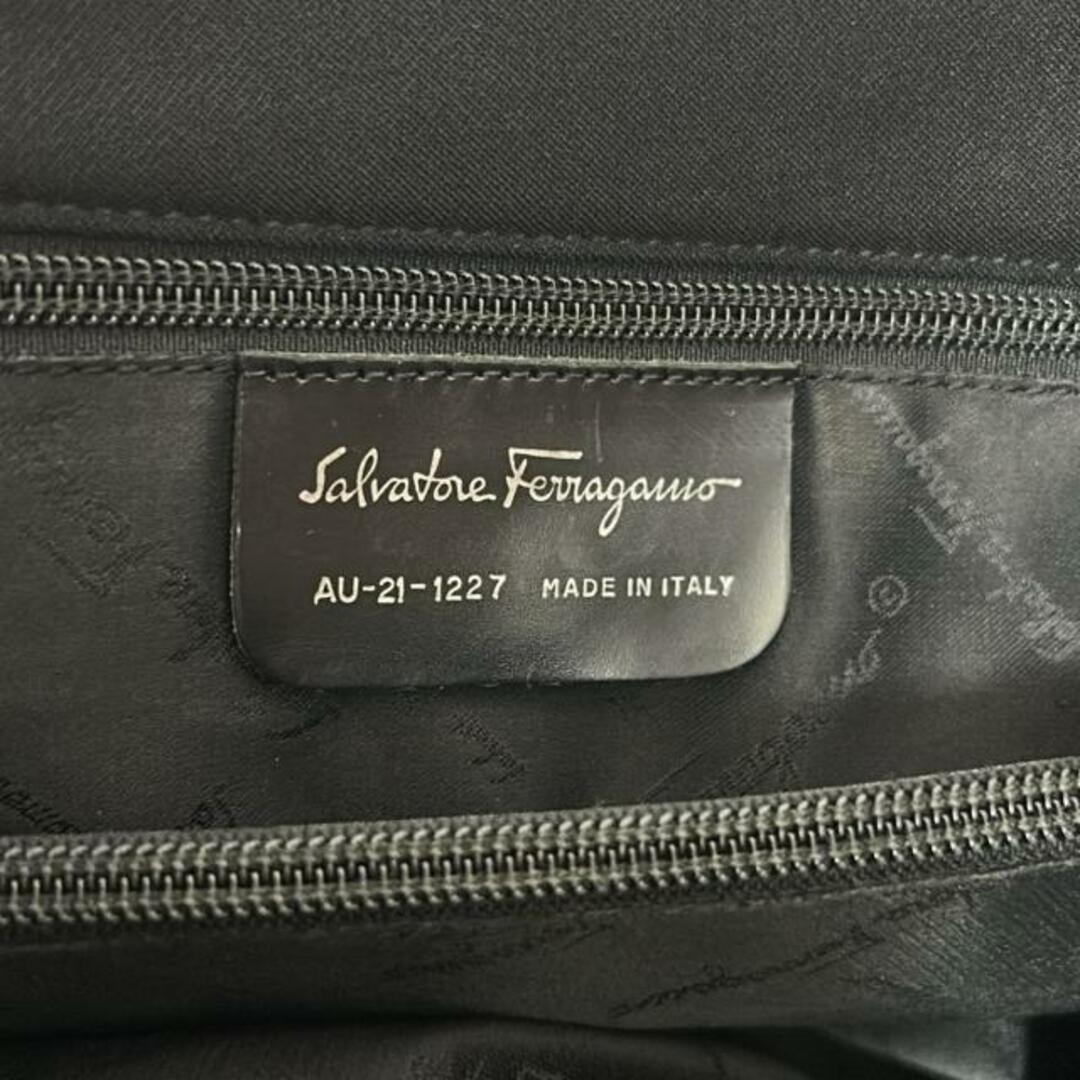 Salvatore Ferragamo
AU-21-1227 MADE IN ITALY